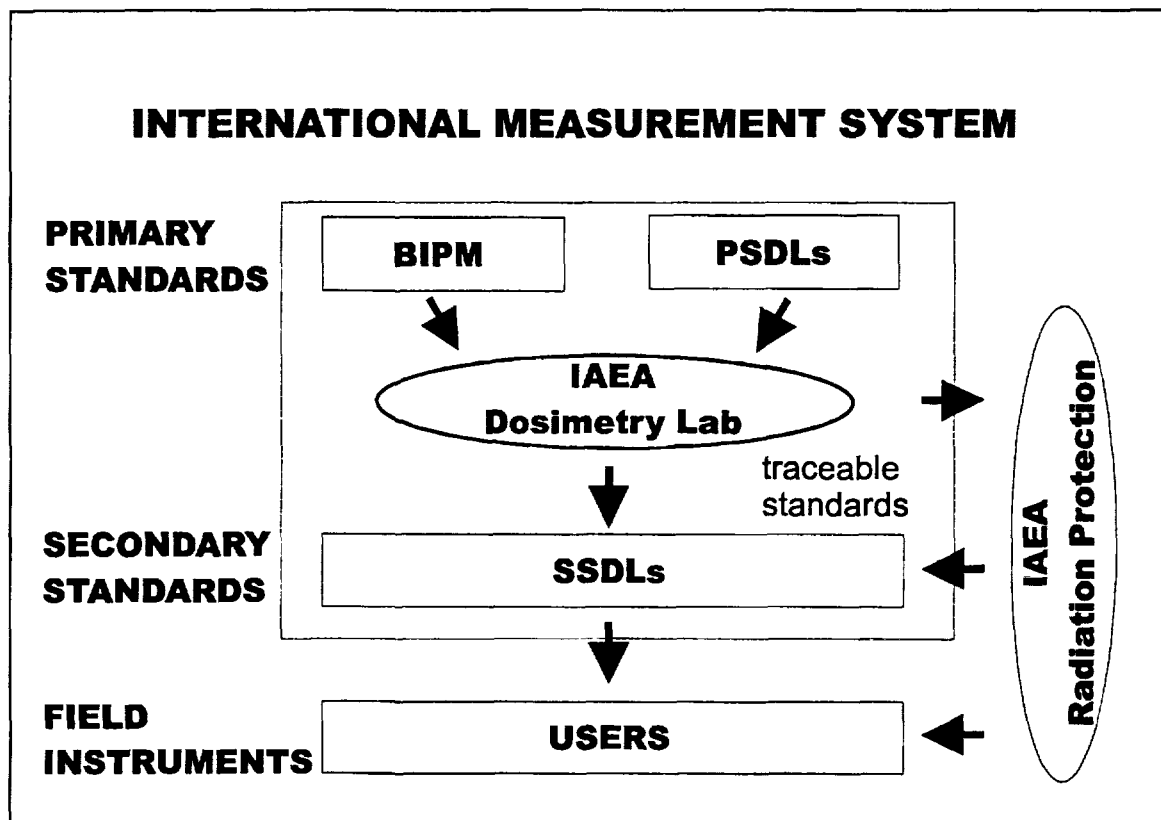 INTERNATIONAL MEASUREMENT SYSTEM
PRIMARY
STANDARDS
BIPM
PSDLs
IAEA
Dosimetry Lab
traceable
standards
SECONDARY
STANDARDS
SSDLs
FIELD
INSTRUMENTS
USERS
IAEA
Radiation Protection